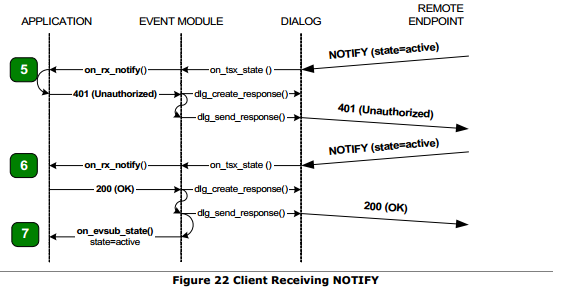 APPLICATION EVENT MODULE DIALOG REMOTE
ENDPOINT
NOTIFY (state=active)
5 on_rx_notify() on_tsx_state ()
401 (Unauthorized) dlg_create_response()
dlg_send_response() 401 (Unauthorized)
NOTIFY (state=active)
6 on_rx_notify() on_tsx_state ()
200 (OK) dlg_create_response()
dlg_send_response() 200 (OK)
7 on_evsub_state()
state=active
Figure 22 Client Receiving NOTIFY